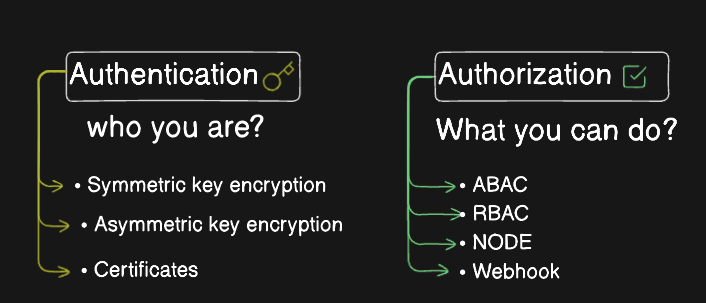 Authentication
who you are?
• Symmetric key encryption
• Asymmetric key encryption
• Certificates
Authorization
What you can do?
• ABAC
• RBAC
• NODE
• Webhook